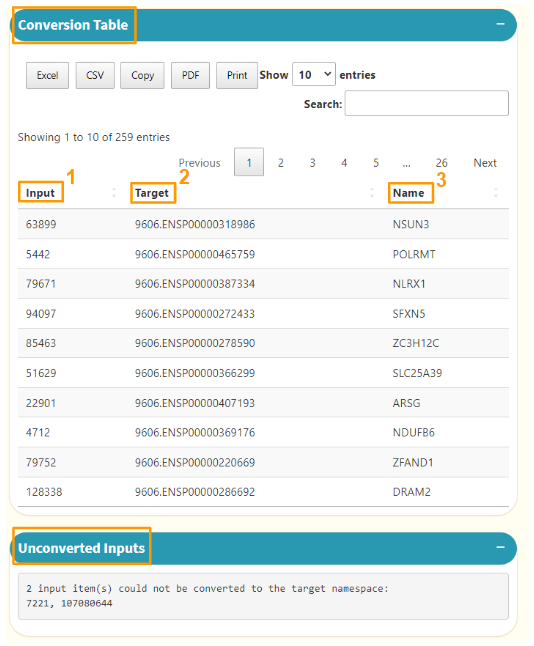 Conversion Table −
Excel CSV Copy PDF Print Show 10 entries
Search:
Showing 1 to 10 of 259 entries
Previous 1 2 3 4 5 ... 26 Next
1 2 3
Input Target Name
63899 9606.ENSP00000318986 NSUN3
5442 9606.ENSP00000465759 POLRMT
79671 9606.ENSP00000387334 NLRX1
94097 9606.ENSP00000272433 SFXN5
85463 9606.ENSP00000278590 ZC3H12C
51629 9606.ENSP00000366299 SLC25A39
22901 9606.ENSP00000407193 ARSG
4712 9606.ENSP00000369176 NDUFB6
79752 9606.ENSP00000220669 ZFAND1
128338 9606.ENSP00000286692 DRAM2
Unconverted Inputs −
2 input item(s) could not be converted to the target namespace:
7221, 107080644